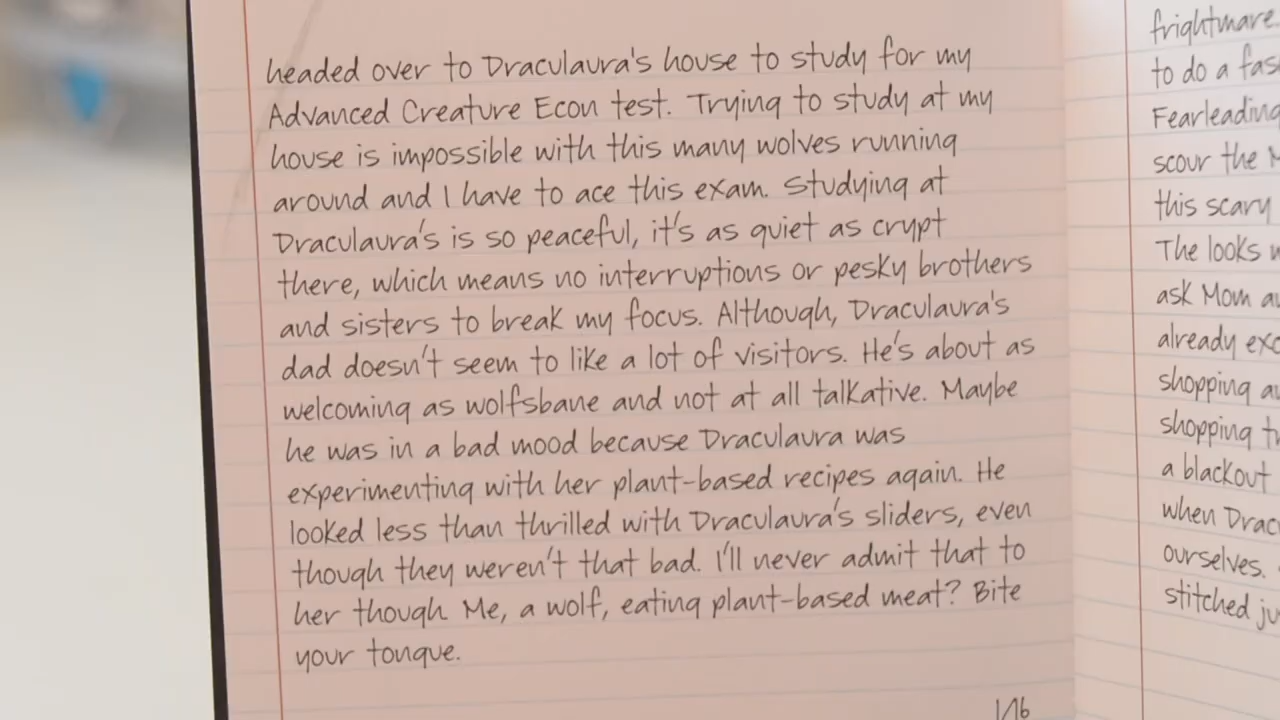 headed over to Draculaura's house to study for my
Advanced Creature Econ test. Trying to study at my
house is impossible with this many wolves running
around and I have to ace this exam. Studying at
Draculaura's is so peaceful, it's as quiet as crypt
there, which means no interruptions or pesky brothers
and sisters to break my focus. Although, Draculaura's
dad doesn't seem to like a lot of visitors. He's about as
welcoming as wolfsbane and not at all talkative. Maybe
he was in a bad mood because Draculaura was
experimenting with her plant-based recipes again. He
looked less than thrilled with Draculaura's sliders, even
though they weren't that bad. I'll never admit that to
her though. Me, a wolf, eating plant-based meat? Bite
your tongue.
frightmare.
to do a
Fearleading
scour the
this scary
The looks
ask Mom
already
shopping
shopping
a blackout
when
ourselves.
stitched